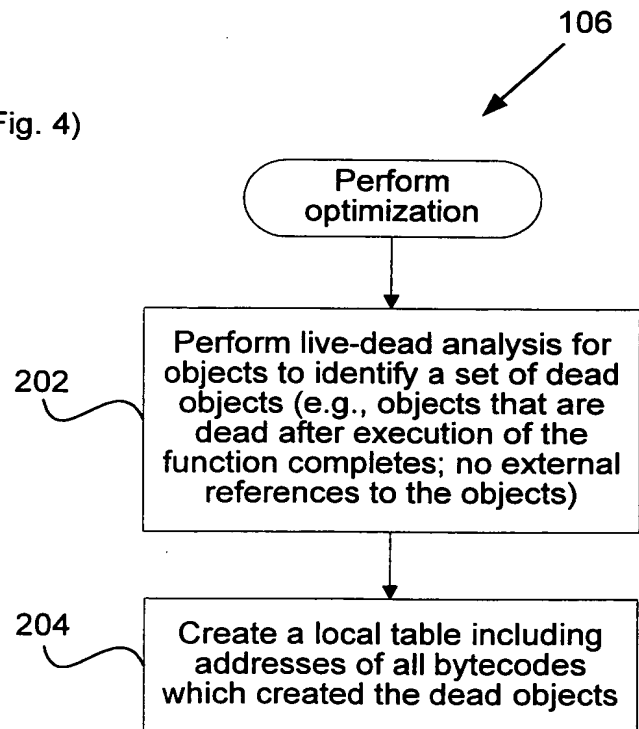 106
Fig. 4)
Perform
optimization
202
Perform live-dead analysis for
objects to identify a set of dead
objects (e.g., objects that are
dead after execution of the
function completes; no external
references to the objects)
204
Create a local table including
addresses of all bytecodes
which created the dead objects